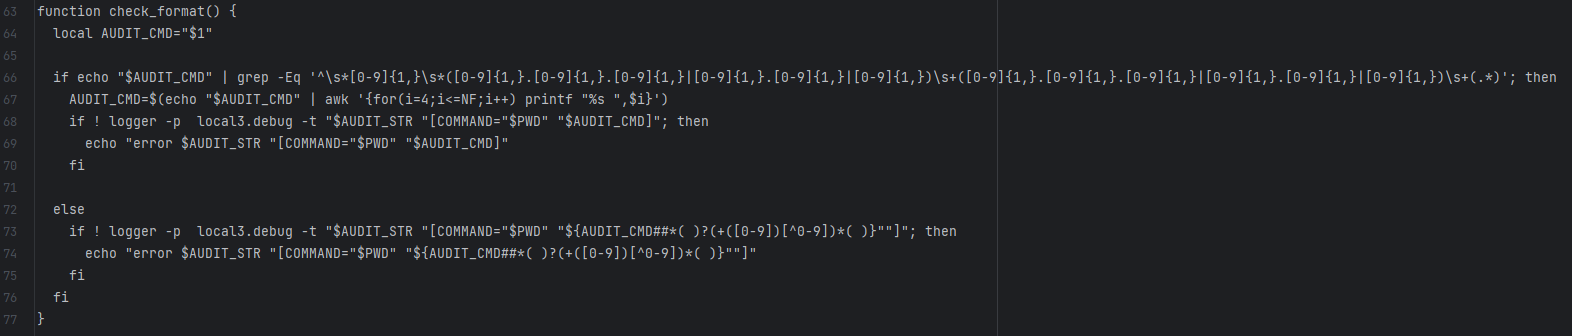 63 function check_format() {
64   local AUDIT_CMD="$1"
65
66   if echo "$AUDIT_CMD" | grep -Eq '^\s*[0-9]{1,}\s*([0-9]{1,}.[0-9]{1,}.[0-9]{1,}|[0-9]{1,}.[0-9]{1,}|[0-9]{1,})\s+([0-9]{1,}.[0-9]{1,}.[0-9]{1,}|[0-9]{1,}.[0-9]{1,}|[0-9]{1,})\s+(.*)'; then
67     AUDIT_CMD=$(echo "$AUDIT_CMD" | awk '{for(i=4;i<=NF;i++) printf "%s ",$i}')
68     if ! logger -p  local3.debug -t "$AUDIT_STR "[COMMAND="$PWD" "$AUDIT_CMD]"; then
69       echo "error $AUDIT_STR "[COMMAND="$PWD" "$AUDIT_CMD]"
70     fi
71
72   else
73     if ! logger -p  local3.debug -t "$AUDIT_STR "[COMMAND="$PWD" "${AUDIT_CMD##*( )?(+([0-9])[^0-9])*( )}""]"; then
74       echo "error $AUDIT_STR "[COMMAND="$PWD" "${AUDIT_CMD##*( )?(+([0-9])[^0-9])*( )}""]"
75     fi
76   fi
77 }